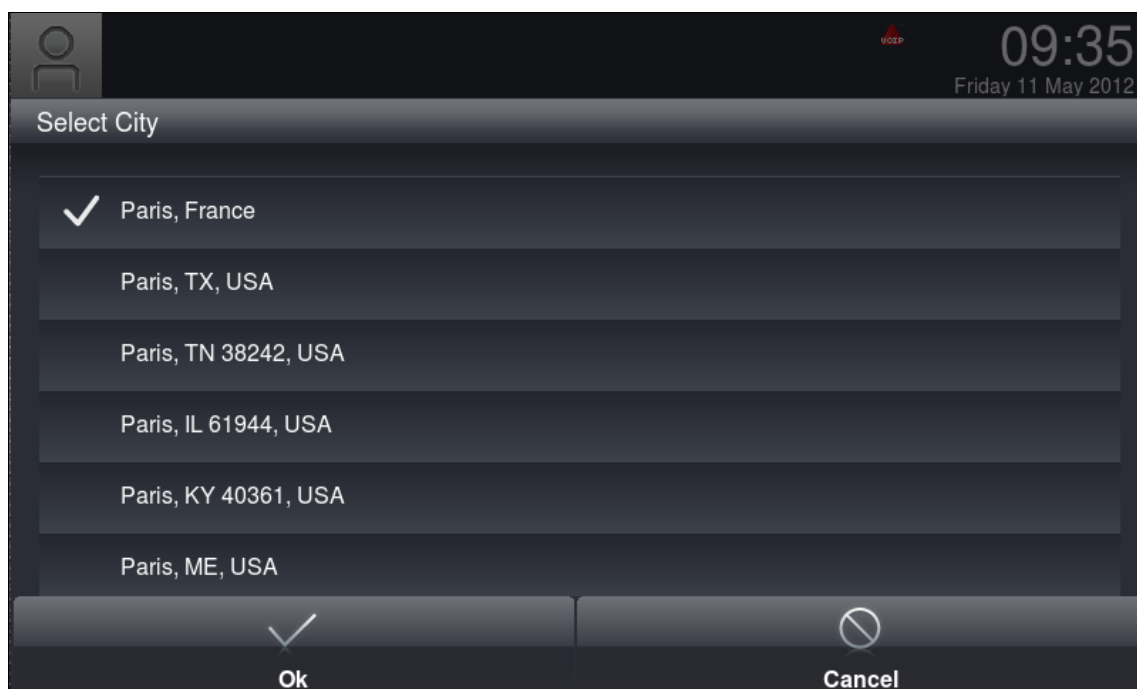 VOIP
09:35
Friday 11 May 2012
Select City
Paris, France
Paris, TX, USA
Paris, TN 38242, USA
Paris, IL 61944, USA
Paris, KY 40361, USA
Paris, ME, USA
Ok
Cancel